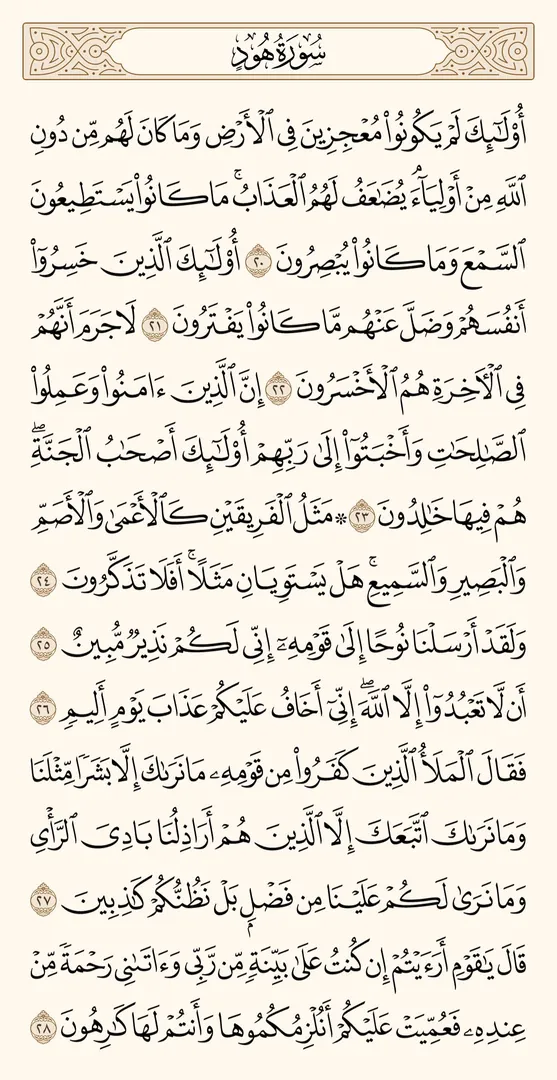 سُورَةُ هُودٍ
أُوْلَٰٓئِكَ لَمۡ يَكُونُواْ مُعۡجِزِينَ فِي ٱلۡأَرۡضِ وَمَا كَانَ لَهُم مِّن دُونِ
ٱللَّهِ مِنۡ أَوۡلِيَآءَۘ يُضَٰعَفُ لَهُمُ ٱلۡعَذَابُۚ مَا كَانُواْ يَسۡتَطِيعُونَ
ٱلسَّمۡعَ وَمَا كَانُواْ يُبۡصِرُونَ ٢٠ أُوْلَٰٓئِكَ ٱلَّذِينَ خَسِرُوٓاْ
أَنفُسَهُمۡ وَضَلَّ عَنۡهُم مَّا كَانُواْ يَفۡتَرُونَ ٢١ لَا جَرَمَ أَنَّهُمۡ
فِي ٱلۡأٓخِرَةِ هُمُ ٱلۡأَخۡسَرُونَ ٢٢ إِنَّ ٱلَّذِينَ ءَامَنُواْ وَعَمِلُواْ
ٱلصَّٰلِحَٰتِ وَأَخۡبَتُوٓاْ إِلَىٰ رَبِّهِمۡ أُوْلَٰٓئِكَ أَصۡحَٰبُ ٱلۡجَنَّةِۖ
هُمۡ فِيهَا خَٰلِدُونَ ٢٣ ۞ مَثَلُ ٱلۡفَرِيقَيۡنِ كَٱلۡأَعۡمَىٰ وَٱلۡأَصَمِّ
وَٱلۡبَصِيرِ وَٱلسَّمِيعِۚ هَلۡ يَسۡتَوِيَانِ مَثَلًاۚ أَفَلَا تَذَكَّرُونَ ٢٤
وَلَقَدۡ أَرۡسَلۡنَا نُوحًا إِلَىٰ قَوۡمِهِۦٓ إِنِّي لَكُمۡ نَذِيرٞ مُّبِينٌ ٢٥
أَن لَّا تَعۡبُدُوٓاْ إِلَّا ٱللَّهَۖ إِنِّيٓ أَخَافُ عَلَيۡكُمۡ عَذَابَ يَوۡمٍ أَلِيمٖ ٢٦
فَقَالَ ٱلۡمَلَأُ ٱلَّذِينَ كَفَرُواْ مِن قَوۡمِهِۦ مَا نَرَىٰكَ إِلَّا بَشَرٗا مِّثۡلَنَا
وَمَا نَرَىٰكَ ٱتَّبَعَكَ إِلَّا ٱلَّذِينَ هُمۡ أَرَاذِلُنَا بَادِيَ ٱلرَّأۡيِ
وَمَا نَرَىٰ لَكُمۡ عَلَيۡنَا مِن فَضۡلِۭ بَلۡ نَظُنُّكُمۡ كَٰذِبِينَ ٢٧
قَالَ يَٰقَوۡمِ أَرَءَيۡتُمۡ إِن كُنتُ عَلَىٰ بَيِّنَةٖ مِّن رَّبِّي وَءَاتَىٰنِي رَحۡمَةٗ مِّنۡ
عِندِهِۦ فَعُمِّيَتۡ عَلَيۡكُمۡ أَنُلۡزِمُكُمُوهَا وَأَنتُمۡ لَهَا كَٰرِهُونَ ٢٨